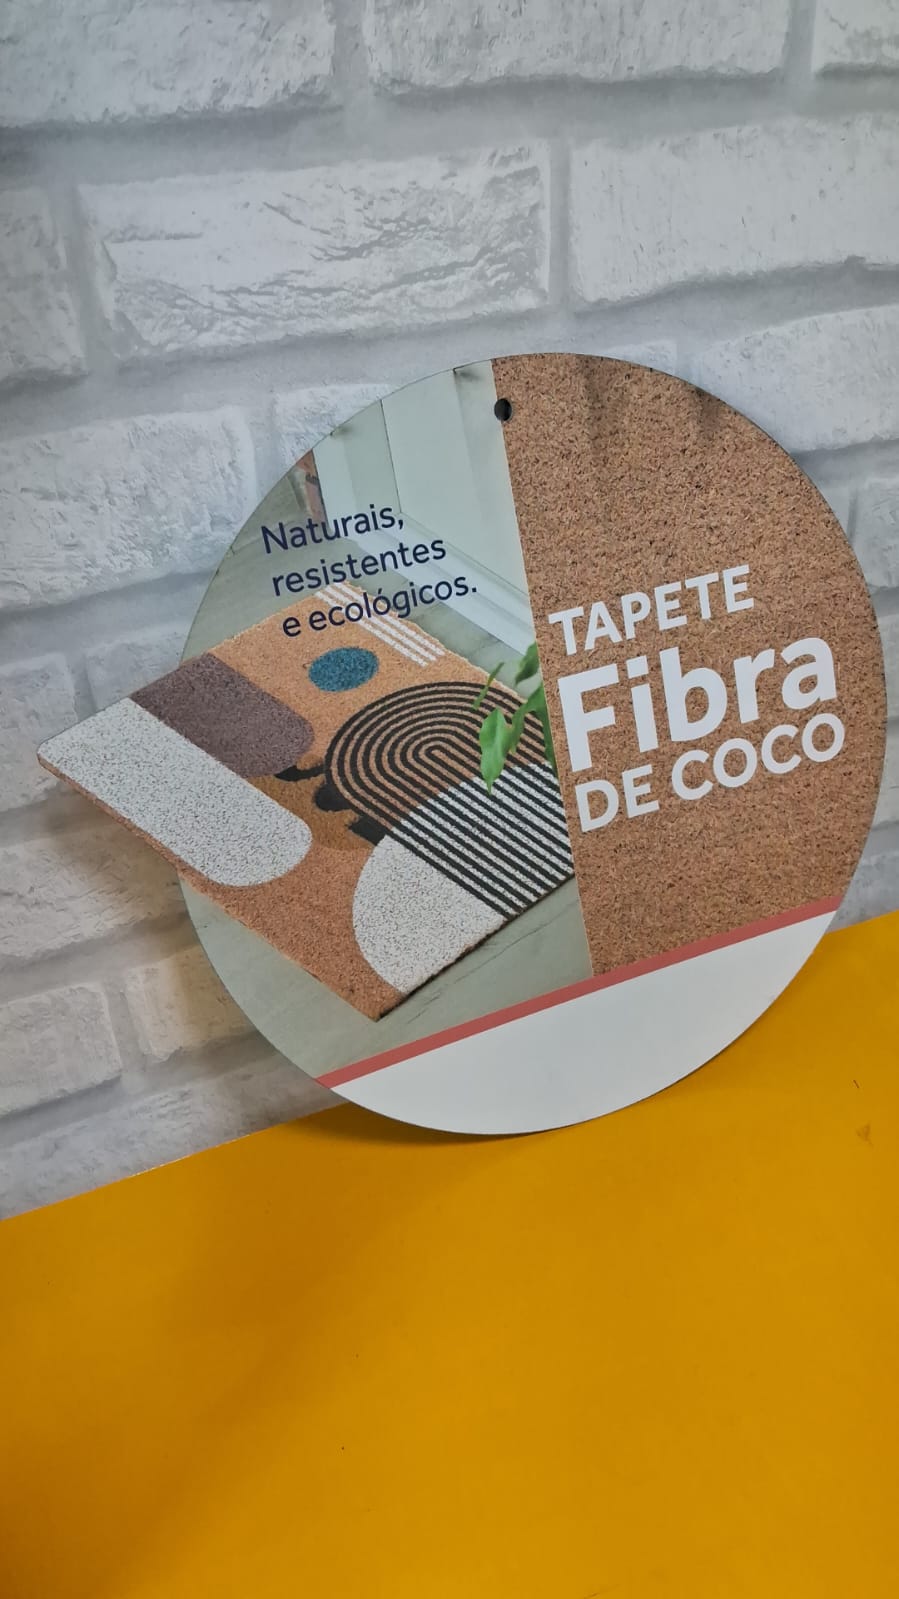 Naturais,
resistentes
e ecológicos.
TAPETE
Fibra
DE COCO